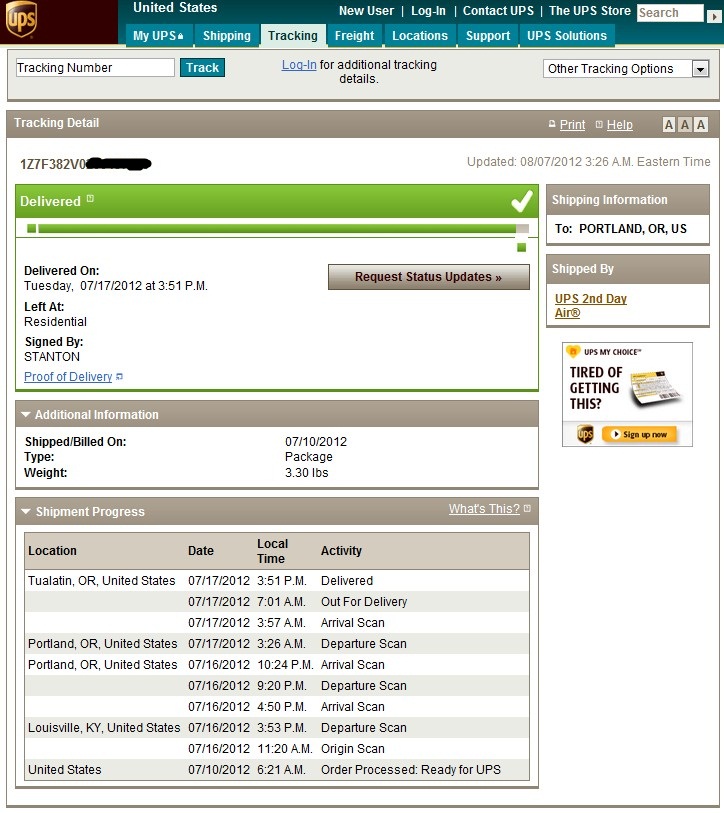 ups
United States
New User | Log-In | Contact UPS | The UPS Store
Search
My UPS
Shipping
Tracking
Freight
Locations
Support
UPS Solutions
Tracking Number
Track
Log-In for additional tracking
details.
Other Tracking Options
Tracking Detail
Print
Help
A A A
1Z7F382V0
Updated: 08/07/2012 3:26 A.M. Eastern Time
Delivered
Delivered On:
Tuesday, 07/17/2012 at 3:51 P.M.
Request Status Updates »
Left At:
Residential
Signed By:
STANTON
Proof of Delivery
Shipping Information
To: PORTLAND, OR, US
Shipped By
UPS 2nd Day
Air®
UPS MY CHOICE™
TIRED OF
GETTING
THIS?
ups
Sign up now
Additional Information
Shipped/Billed On: 07/10/2012
Type: Package
Weight: 3.30 lbs
Shipment Progress
What's This?
Location Date Local Time Activity
Tualatin, OR, United States 07/17/2012 3:51 P.M. Delivered
07/17/2012 7:01 A.M. Out For Delivery
07/17/2012 3:57 A.M. Arrival Scan
Portland, OR, United States 07/17/2012 3:26 A.M. Departure Scan
Portland, OR, United States 07/16/2012 10:24 P.M. Arrival Scan
07/16/2012 9:20 P.M. Departure Scan
07/16/2012 4:50 P.M. Arrival Scan
Louisville, KY, United States 07/16/2012 3:53 P.M. Departure Scan
07/16/2012 11:20 A.M. Origin Scan
United States 07/10/2012 6:21 A.M. Order Processed: Ready for UPS